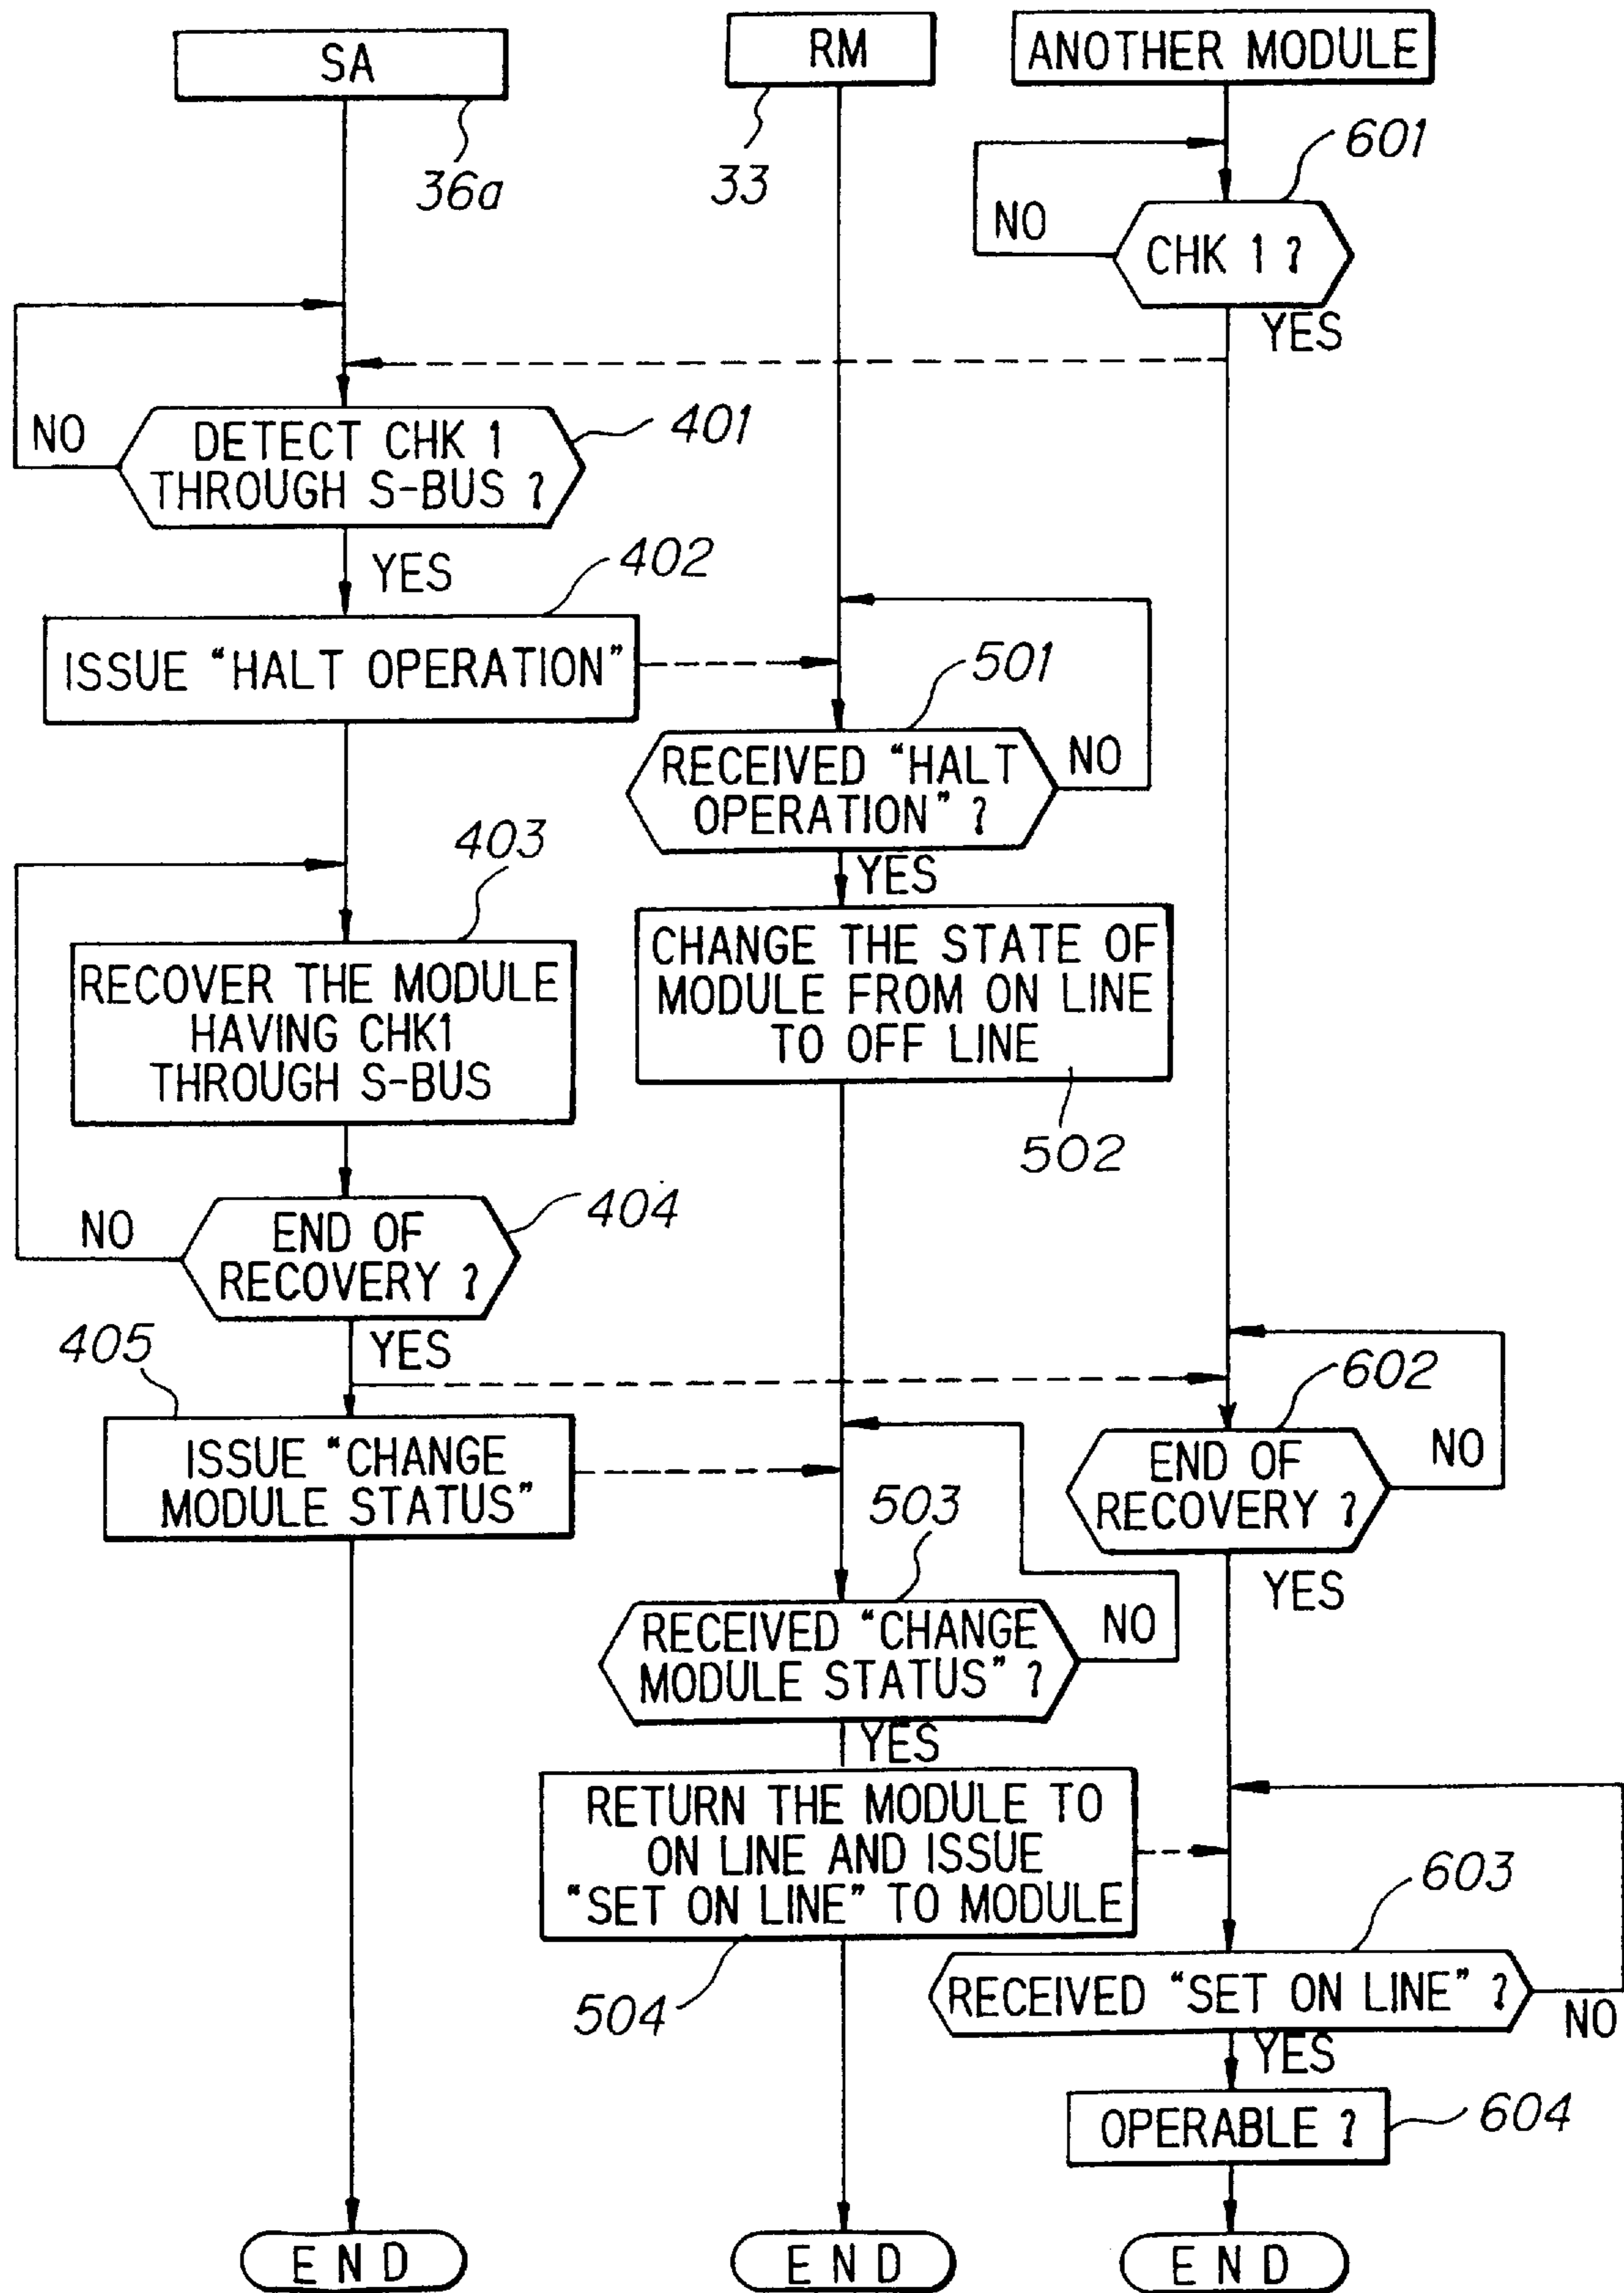 SA
RM
ANOTHER MODULE
36a
33
601
NO
CHK 1 ?
YES
NO
DETECT CHK 1
THROUGH S-BUS ?
401
YES
402
ISSUE "HALT OPERATION"
501
RECEIVED "HALT
OPERATION" ?
NO
YES
403
RECOVER THE MODULE
HAVING CHK1
THROUGH S-BUS
CHANGE THE STATE OF
MODULE FROM ON LINE
TO OFF LINE
502
NO
END OF
RECOVERY ?
404
YES
405
ISSUE "CHANGE
MODULE STATUS"
602
END OF
RECOVERY ?
NO
YES
503
RECEIVED "CHANGE
MODULE STATUS" ?
NO
YES
RETURN THE MODULE TO
ON LINE AND ISSUE
"SET ON LINE" TO MODULE
504
603
RECEIVED "SET ON LINE" ?
NO
YES
OPERABLE ?
604
END
END
END